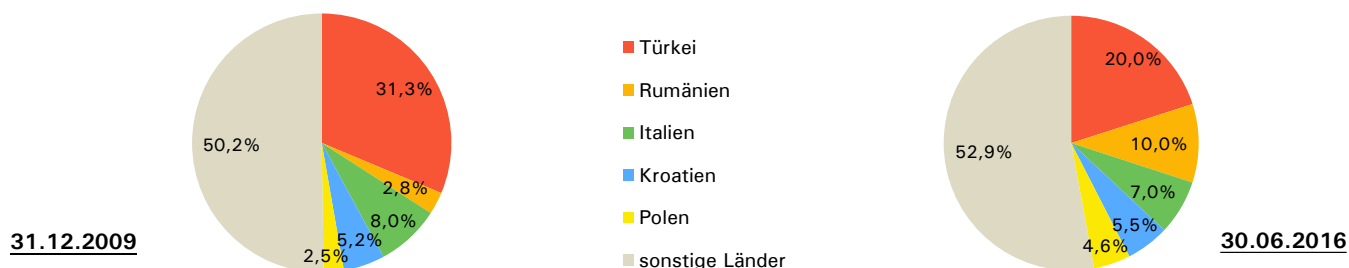 31,3%
2,8%
8,0%
5,2%
2,5%
50,2%
31.12.2009
Türkei
Rumänien
Italien
Kroatien
Polen
sonstige Länder
20,0%
10,0%
7,0%
5,5%
4,6%
52,9%
30.06.2016